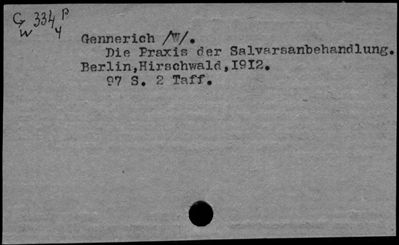 G 334 β
W 4
Gennerich /W/.
Die Praxis der Salvarsanbehandlung.
Berlin,Hirschwald,1912.
97 S. 2 Taff.